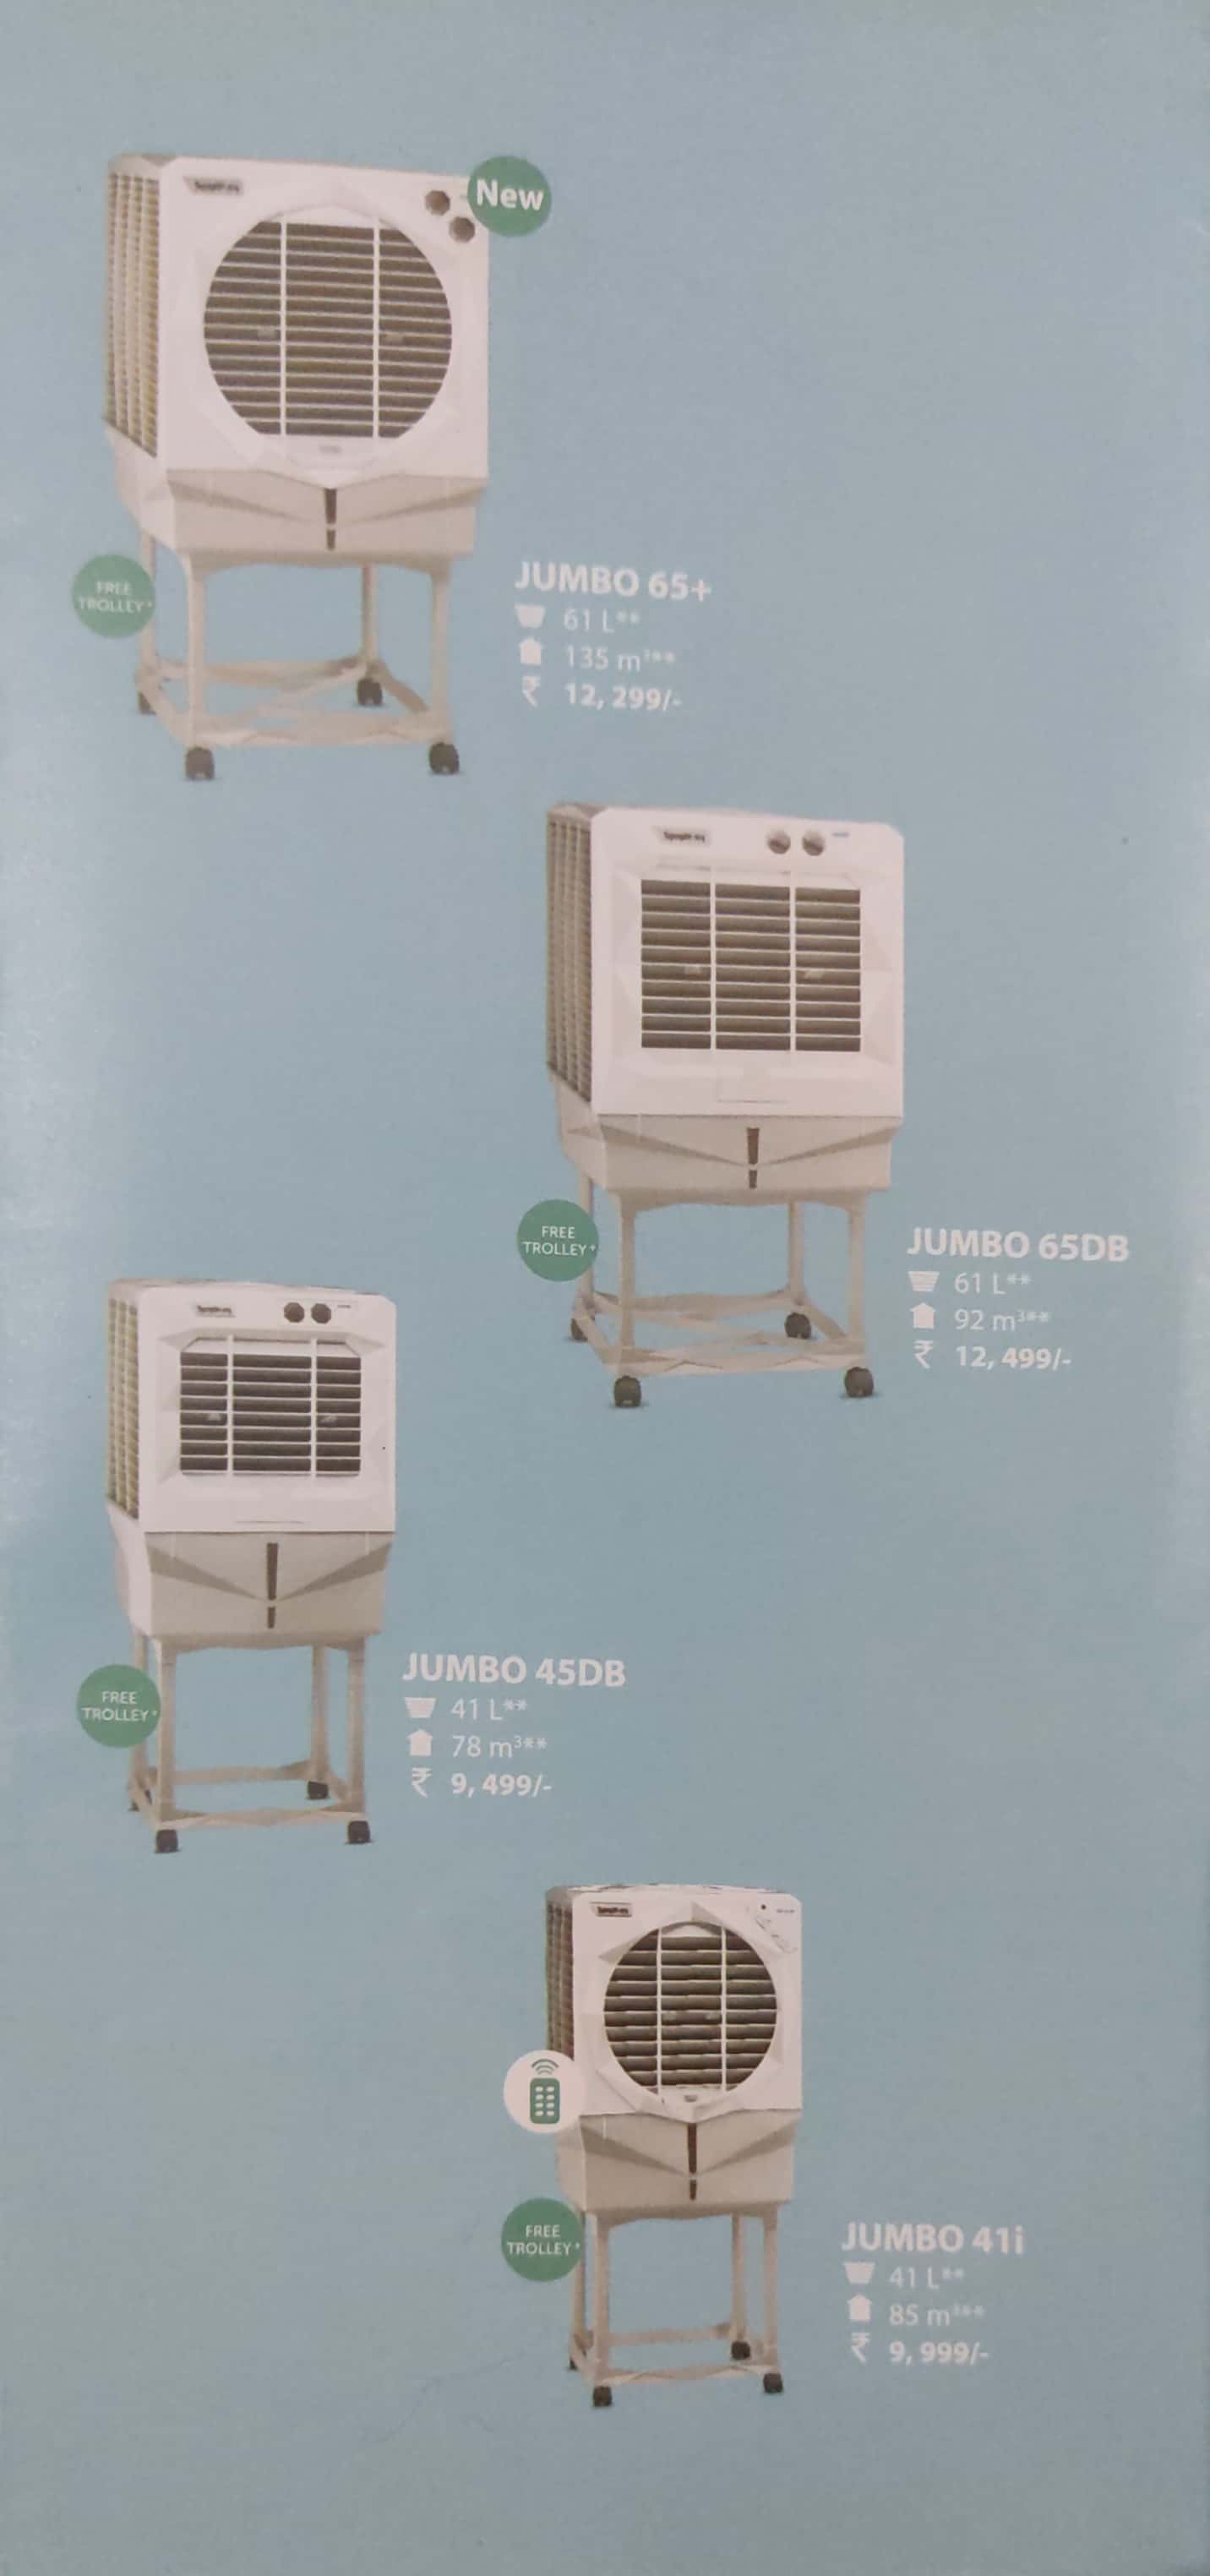 New
FREE
TROLLEY*
JUMBO 65+
61 L**
135 m³**
₹ 12, 299/-
FREE
TROLLEY*
JUMBO 65DB
61 L**
92 m³**
₹ 12, 499/-
FREE
TROLLEY*
JUMBO 45DB
41 L**
78 m³**
₹ 9, 499/-
FREE
TROLLEY*
JUMBO 41i
41 L**
85 m³**
₹ 9, 999/-